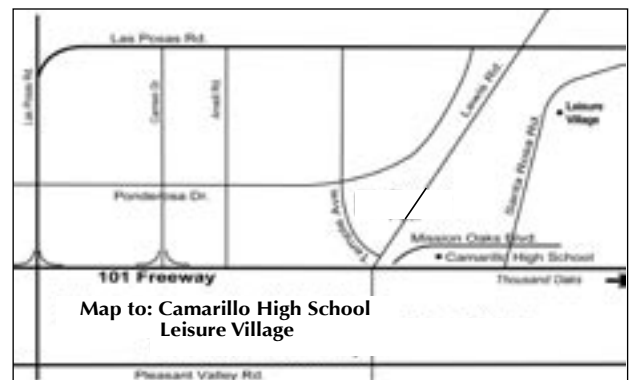 Las Posas Rd.
Las Posas Rd.
Carmen Dr.
Arneill Rd.
Lewis Rd.
Leisure
Village
Santa Rosa Rd.
Ponderosa Dr.
Temple Ave.
Mission Oaks Blvd.
Camarillo High School
101 Freeway
Thousand Oaks
Map to: Camarillo High School
Leisure Village
Pleasant Valley Rd.